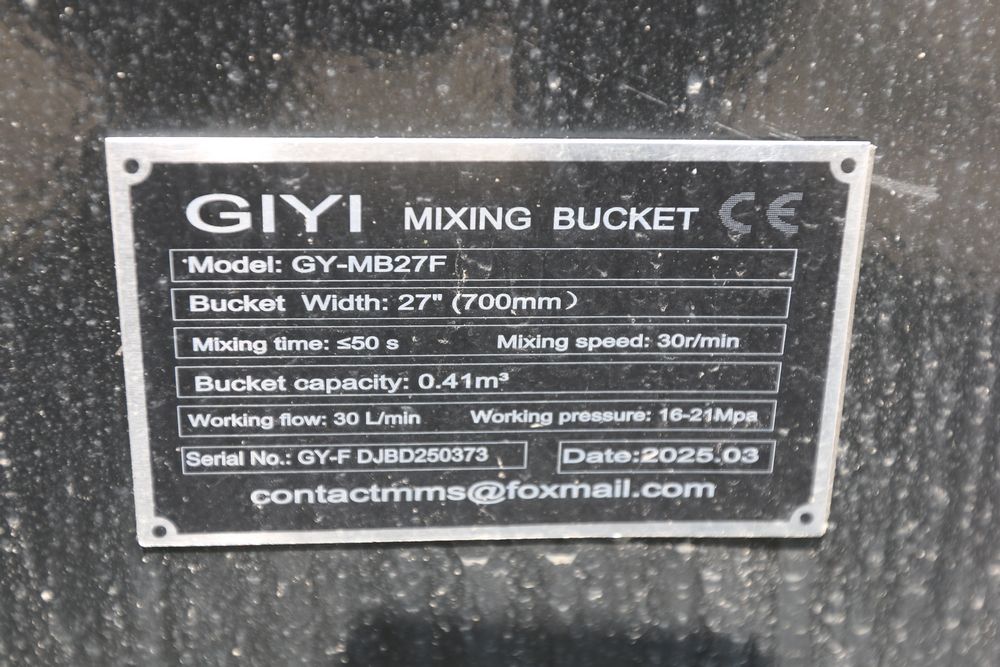 GIYI MIXING BUCKET CE
Model: GY-MB27F
Bucket Width: 27" (700mm）
Mixing time: ≤50 s Mixing speed: 30r/min
Bucket capacity: 0.41m³
Working flow: 30 L/min Working pressure: 16-21Mpa
Serial No.: GY-F DJBD250373 Date:2025.03
contactmms@foxmail.com